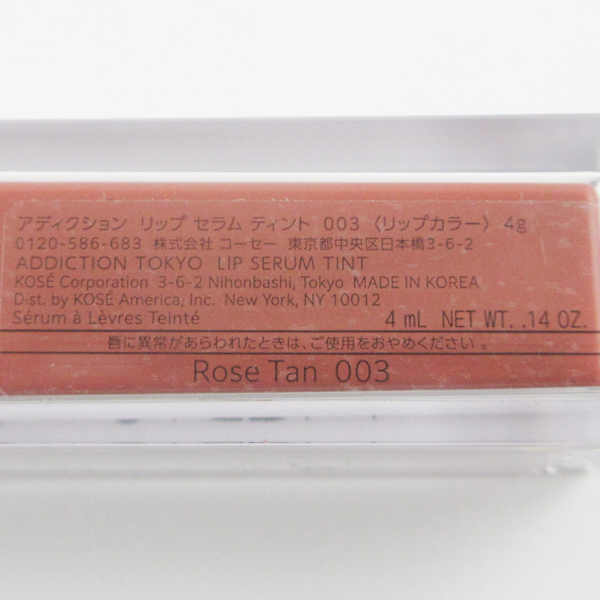 アディクション リップ セラム ティント 003 〈リップカラー〉 4g
0120-586-683 株式会社 コーセー 東京都中央区日本橋3-6-2
ADDICTION TOKYO LIP SERUM TINT
KOSÉ Corporation 3-6-2 Nihonbashi, Tokyo MADE IN KOREA
Dist. by KOSÉ America, Inc. New York, NY 10012
Sérum à Lèvres Teinté 4 mL NET WT. .14 OZ.
唇に異常があらわれたときは、ご使用をおやめください。
Rose Tan 003